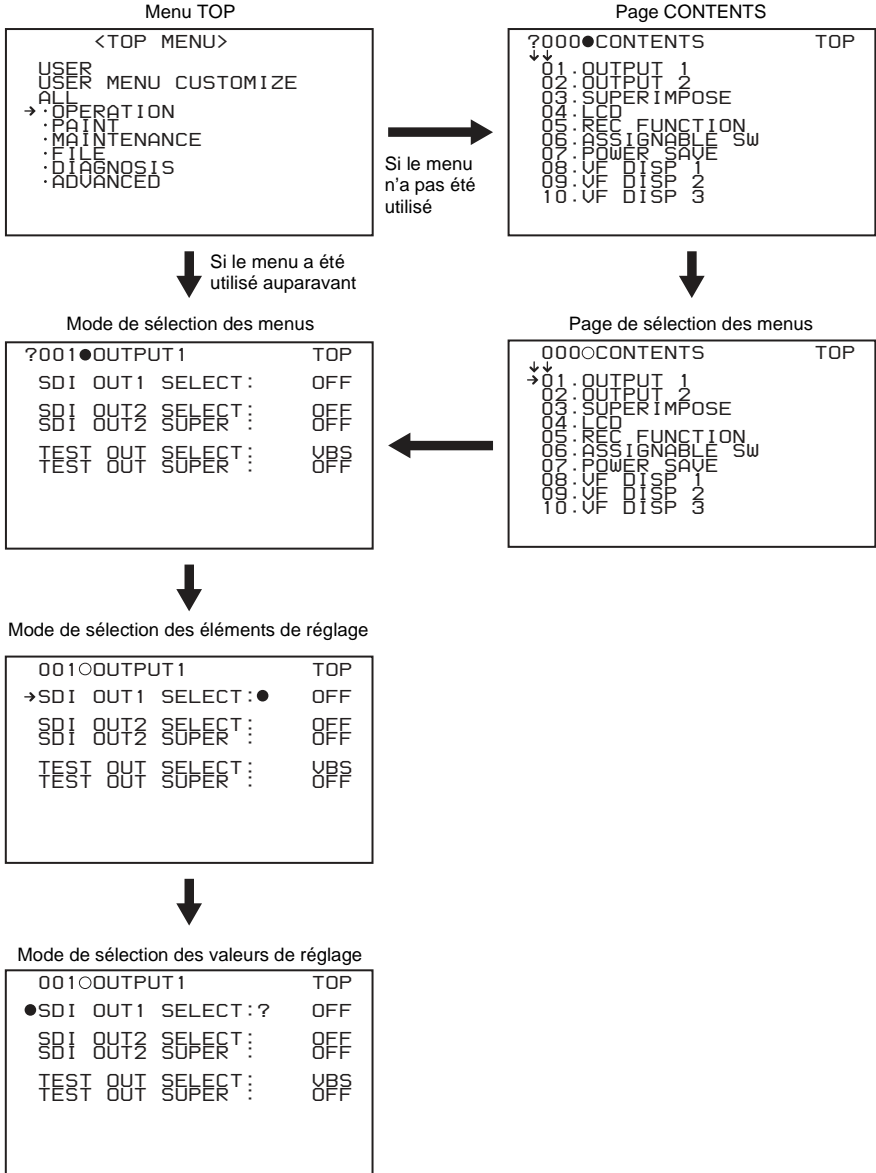 Menu TOP
<TOP MENU>
USER
USER MENU CUSTOMIZE
ALL
→·OPERATION
·PAINT
·MAINTENANCE
·FILE
·DIAGNOSIS
·ADVANCED
Si le menu
n'a pas été
utilisé
Page CONTENTS
?000●CONTENTS TOP
↓↓
01.OUTPUT 1
02.OUTPUT 2
03.SUPERIMPOSE
04.LCD
05.REC FUNCTION
06.ASSIGNABLE SW
07.POWER SAVE
08.VF DISP 1
09.VF DISP 2
10.VF DISP 3
Si le menu a été
utilisé auparavant
Mode de sélection des menus
?001●OUTPUT1 TOP
SDI OUT1 SELECT: OFF
SDI OUT2 SELECT: OFF
SDI OUT2 SUPER : OFF
TEST OUT SELECT: VBS
TEST OUT SUPER : OFF
Page de sélection des menus
000○CONTENTS TOP
↓↓
→01.OUTPUT 1
02.OUTPUT 2
03.SUPERIMPOSE
04.LCD
05.REC FUNCTION
06.ASSIGNABLE SW
07.POWER SAVE
08.VF DISP 1
09.VF DISP 2
10.VF DISP 3
Mode de sélection des éléments de réglage
001○OUTPUT1 TOP
→SDI OUT1 SELECT:● OFF
SDI OUT2 SELECT: OFF
SDI OUT2 SUPER : OFF
TEST OUT SELECT: VBS
TEST OUT SUPER : OFF
Mode de sélection des valeurs de réglage
001○OUTPUT1 TOP
●SDI OUT1 SELECT:? OFF
SDI OUT2 SELECT: OFF
SDI OUT2 SUPER : OFF
TEST OUT SELECT: VBS
TEST OUT SUPER : OFF